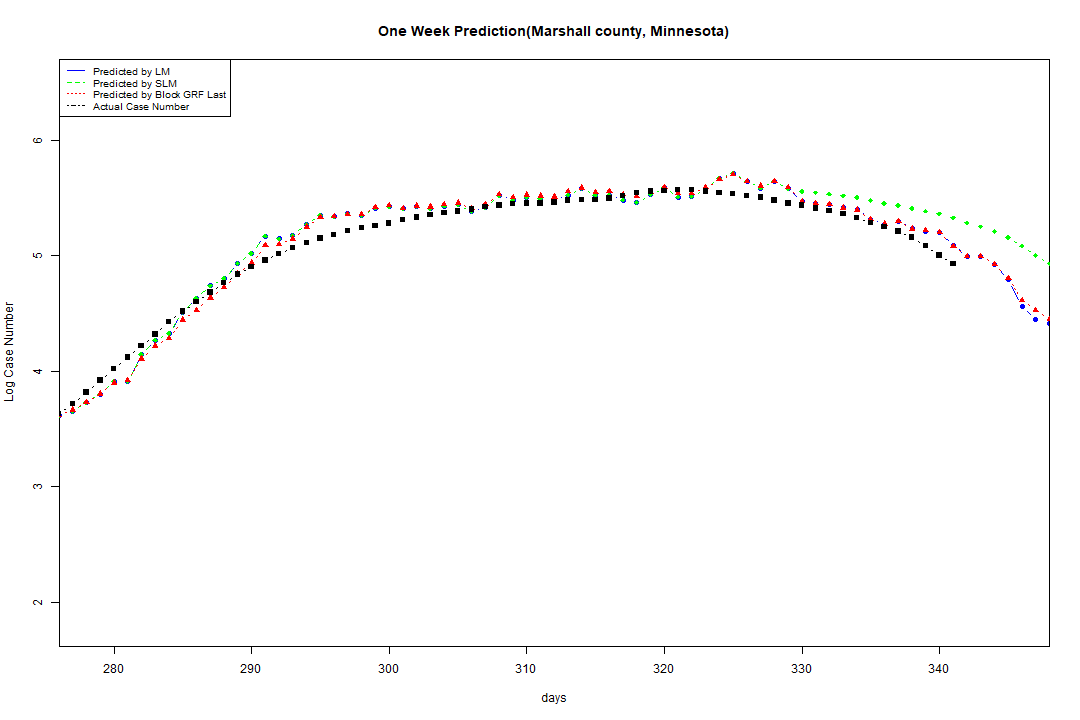 One Week Prediction(Marshall county, Minnesota)
Predicted by LM
Predicted by SLM
Predicted by Block GRF Last
Actual Case Number
6
5
4
3
2
Log Case Number
280 290 300 310 320 330 340
days